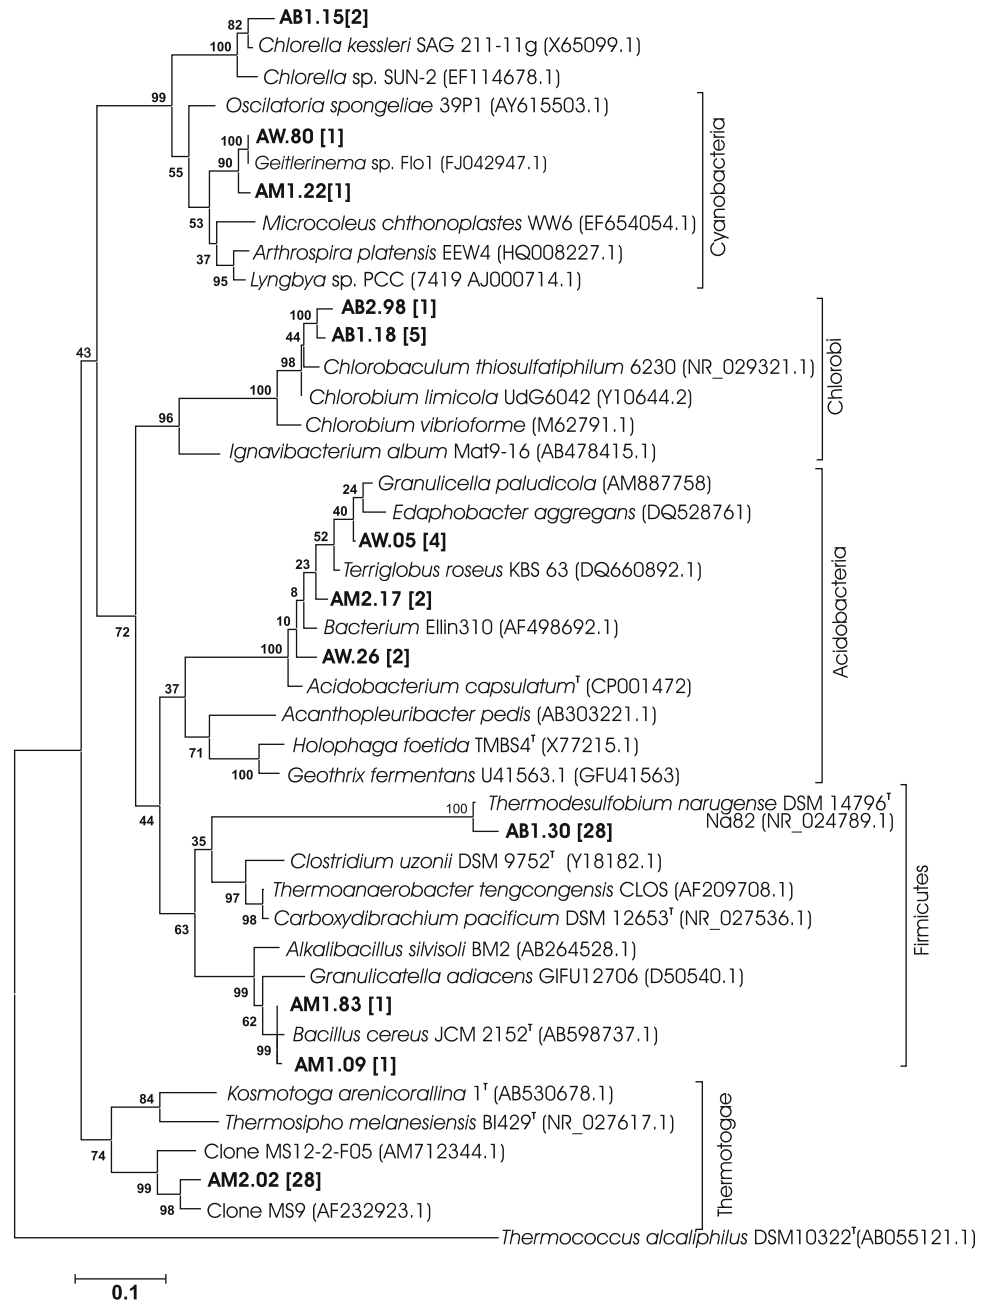 AB1.15[2]
82
Chlorella kessleri SAG 211-11g (X65099.1)
100
Chlorella sp. SUN-2 (EF114678.1)
99
Oscilatoria spongeliae 39P1 (AY615503.1)
AW.80 [1]
100
Geitlerinema sp. Flo1 (FJ042947.1)
90
55
AM1.22[1]
Microcoleus chthonoplastes WW6 (EF654054.1)
53
Arthrospira platensis EEW4 (HQ008227.1)
37
Lyngbya sp. PCC (7419 AJ000714.1)
95
Cyanobacteria
AB2.98 [1]
100
AB1.18 [5]
44
43
Chlorobaculum thiosulfatiphilum 6230 (NR_029321.1)
98
Chlorobium limicola UdG6042 (Y10644.2)
100
Chlorobium vibrioforme (M62791.1)
96
Ignavibacterium album Mat9-16 (AB478415.1)
Chlorobi
Granulicella paludicola (AM887758)
24
Edaphobacter aggregans (DQ528761)
40
AW.05 [4]
52
Terriglobus roseus KBS 63 (DQ660892.1)
23
AM2.17 [2]
8
Bacterium Ellin310 (AF498692.1)
10
72
AW.26 [2]
100
Acidobacterium capsulatumᵀ (CP001472)
37
Acanthopleuribacter pedis (AB303221.1)
Holophaga foetida TMBS4ᵀ (X77215.1)
71
Geothrix fermentans U41563.1 (GFU41563)
100
Acidobacteria
Thermodesulfobium narugense DSM 14796ᵀ
100
Na82 (NR_024789.1)
44
AB1.30 [28]
35
Clostridium uzonii DSM 9752ᵀ (Y18182.1)
Thermoanaerobacter tengcongensis CLOS (AF209708.1)
97
Carboxydibrachium pacificum DSM 12653ᵀ (NR_027536.1)
98
63
Alkalibacillus silvisoli BM2 (AB264528.1)
Granulicatella adiacens GIFU12706 (D50540.1)
99
AM1.83 [1]
62
Bacillus cereus JCM 2152ᵀ (AB598737.1)
99
AM1.09 [1]
Firmicutes
Kosmotoga arenicorallina 1ᵀ (AB530678.1)
84
Thermosipho melanesiensis BI429ᵀ (NR_027617.1)
74
Clone MS12-2-F05 (AM712344.1)
AM2.02 [28]
99
Clone MS9 (AF232923.1)
98
Thermotogae
Thermococcus alcaliphilus DSM10322ᵀ(AB055121.1)
0.1